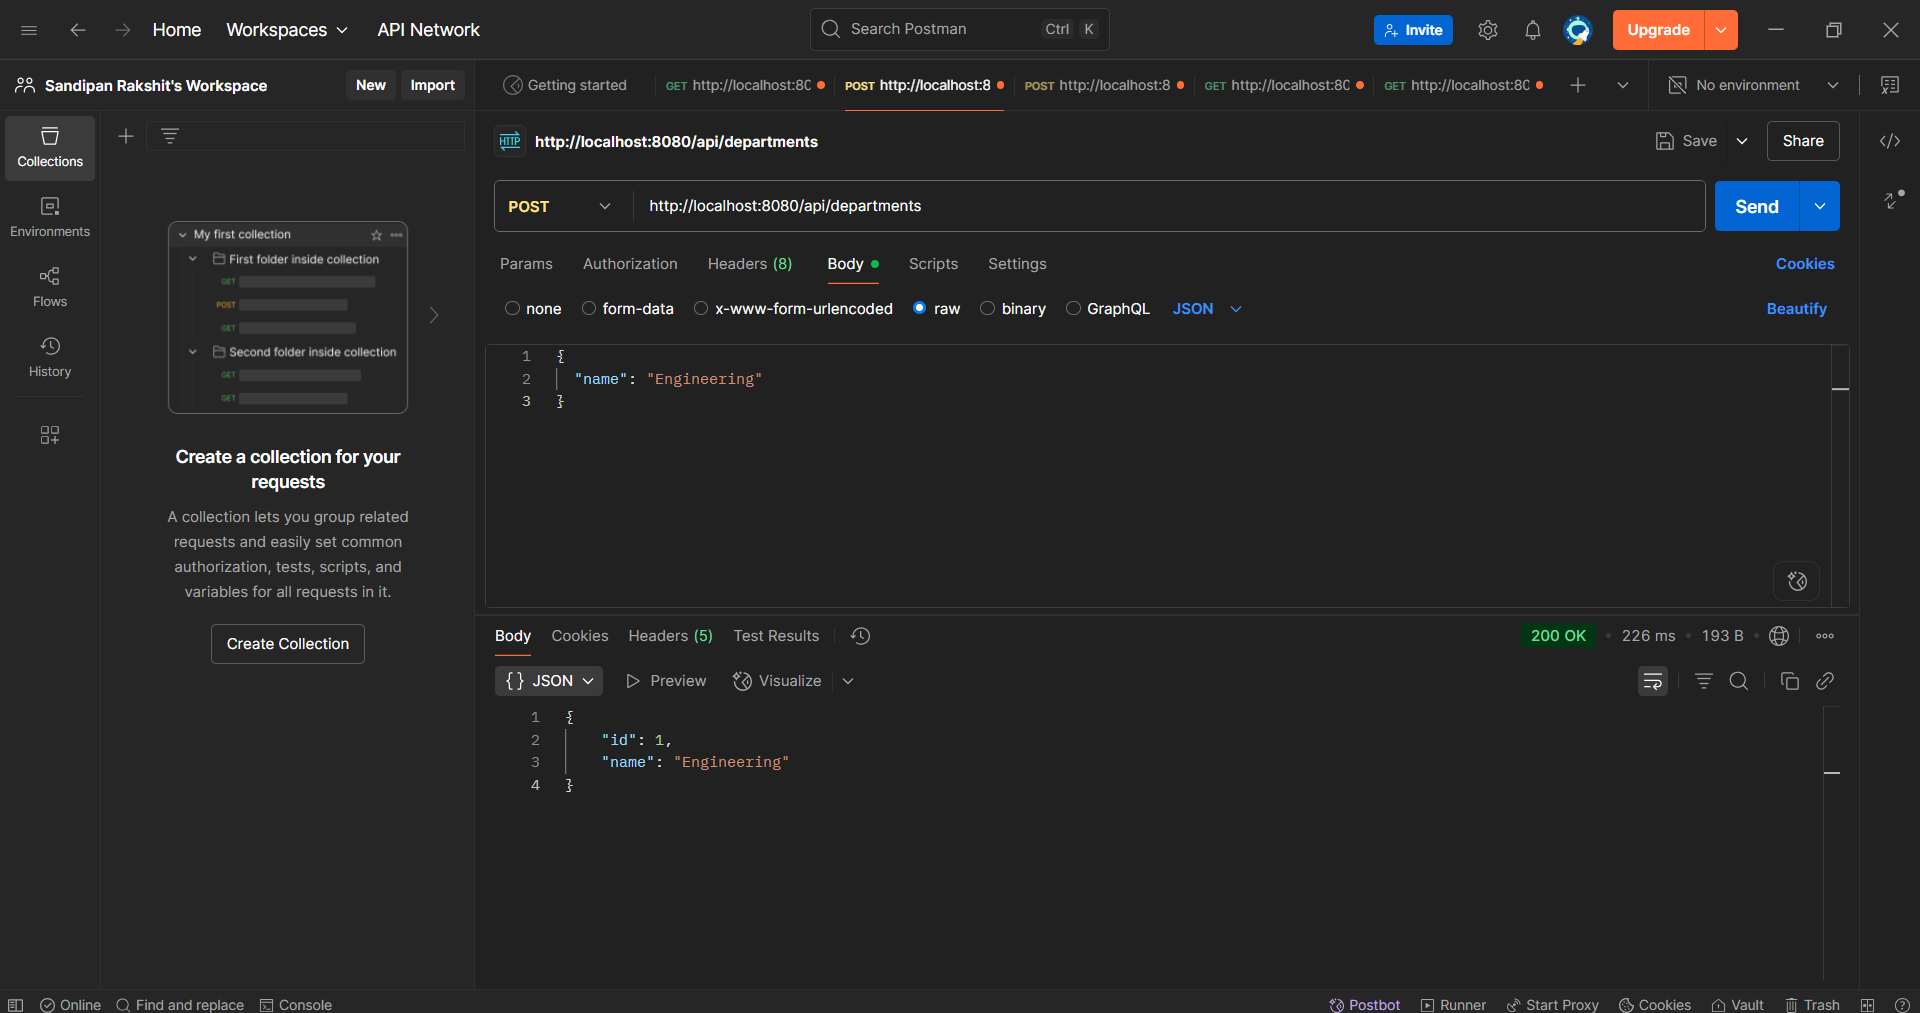 Home Workspaces API Network Search Postman Ctrl K Invite Upgrade
Sandipan Rakshit's Workspace New Import Getting started GET http://localhost:80 POST http://localhost:8 POST http://localhost:8 GET http://localhost:80 GET http://localhost:80 No environment
Collections
Environments
Flows
History
My first collection
First folder inside collection
GET
POST
GET
Second folder inside collection
GET
GET
Create a collection for your
requests
A collection lets you group related
requests and easily set common
authorization, tests, scripts, and
variables for all requests in it.
Create Collection
HTTP http://localhost:8080/api/departments Save Share
POST http://localhost:8080/api/departments Send
Params Authorization Headers (8) Body Scripts Settings Cookies
none form-data x-www-form-urlencoded raw binary GraphQL JSON Beautify
1 {
2 "name": "Engineering"
3 }
Body Cookies Headers (5) Test Results 200 OK • 226 ms • 193 B •
{} JSON Preview Visualize
1 {
2 "id": 1,
3 "name": "Engineering"
4 }
Online Find and replace Console Postbot Runner Start Proxy Cookies Vault Trash